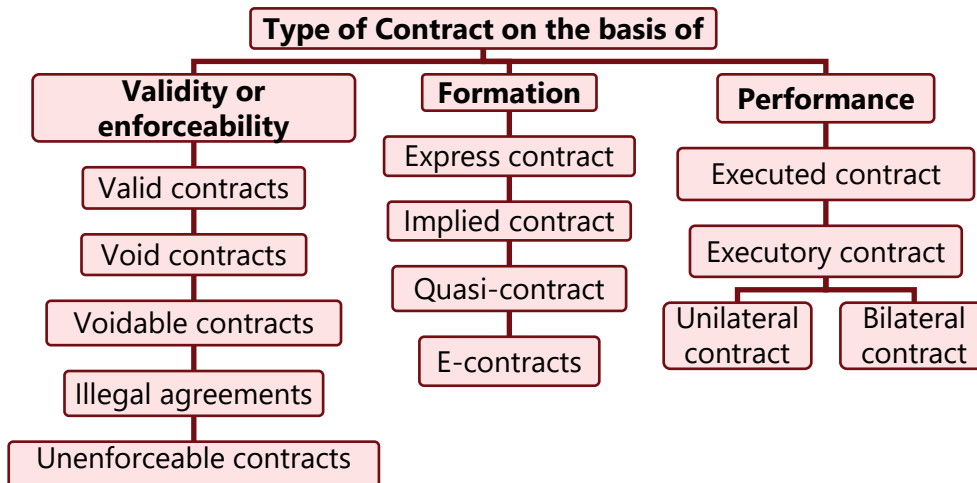 Type of Contract on the basis of
Validity or
enforceability
Valid contracts
Void contracts
Voidable contracts
Illegal agreements
Unenforceable contracts
Formation
Express contract
Implied contract
Quasi-contract
E-contracts
Performance
Executed contract
Executory contract
Unilateral
contract
Bilateral
contract